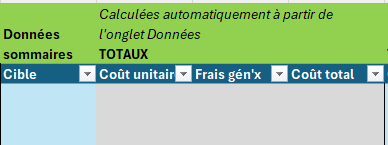 Données
sommaires
Calculées automatiquement à partir de
l'onglet Données
TOTAUX
Cible
Coût unitair
Frais gén'x
Coût total